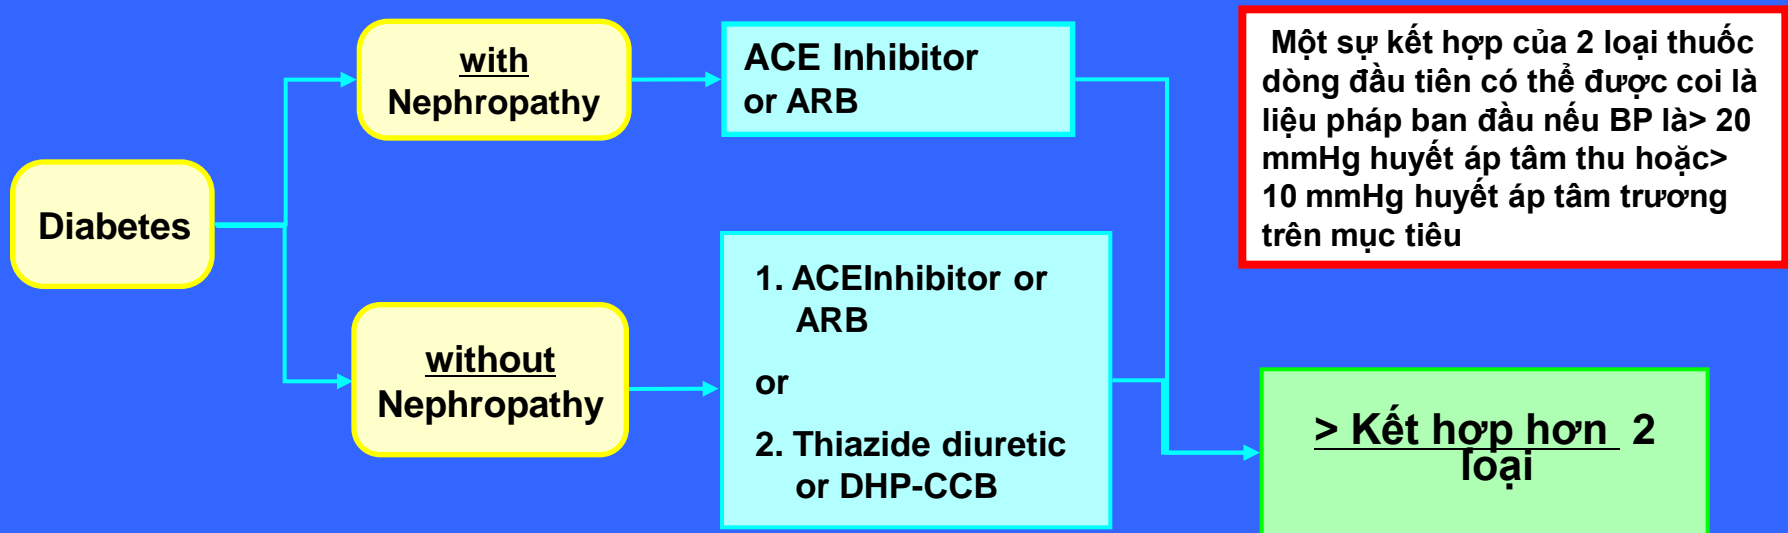 Diabetes
with
Nephropathy
ACE Inhibitor
or ARB
without
Nephropathy
1. ACEInhibitor or
ARB
or
2. Thiazide diuretic
or DHP-CCB
Một sự kết hợp của 2 loại thuốc
dòng đầu tiên có thể được coi là
liệu pháp ban đầu nếu BP là> 20
mmHg huyết áp tâm thu hoặc>
10 mmHg huyết áp tâm trương
trên mục tiêu
> Kết hợp hơn 2
loại